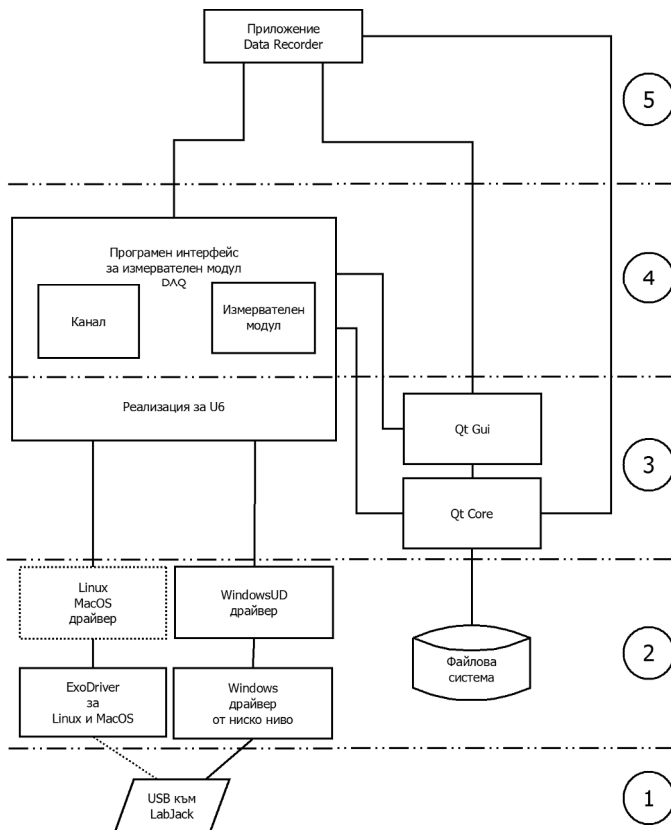 Приложение
Data Recorder
5
Програмен интерфейс
за измервателен модул
DAQ
Канал
Измервателен
модул
4
Реализация за U6
Qt Gui
3
Qt Core
Linux
MacOS
драйвер
WindowsUD
драйвер
Файлова
система
2
ExoDriver
за
Linux и MacOS
Windows
драйвер
от ниско ниво
USB към
LabJack
1